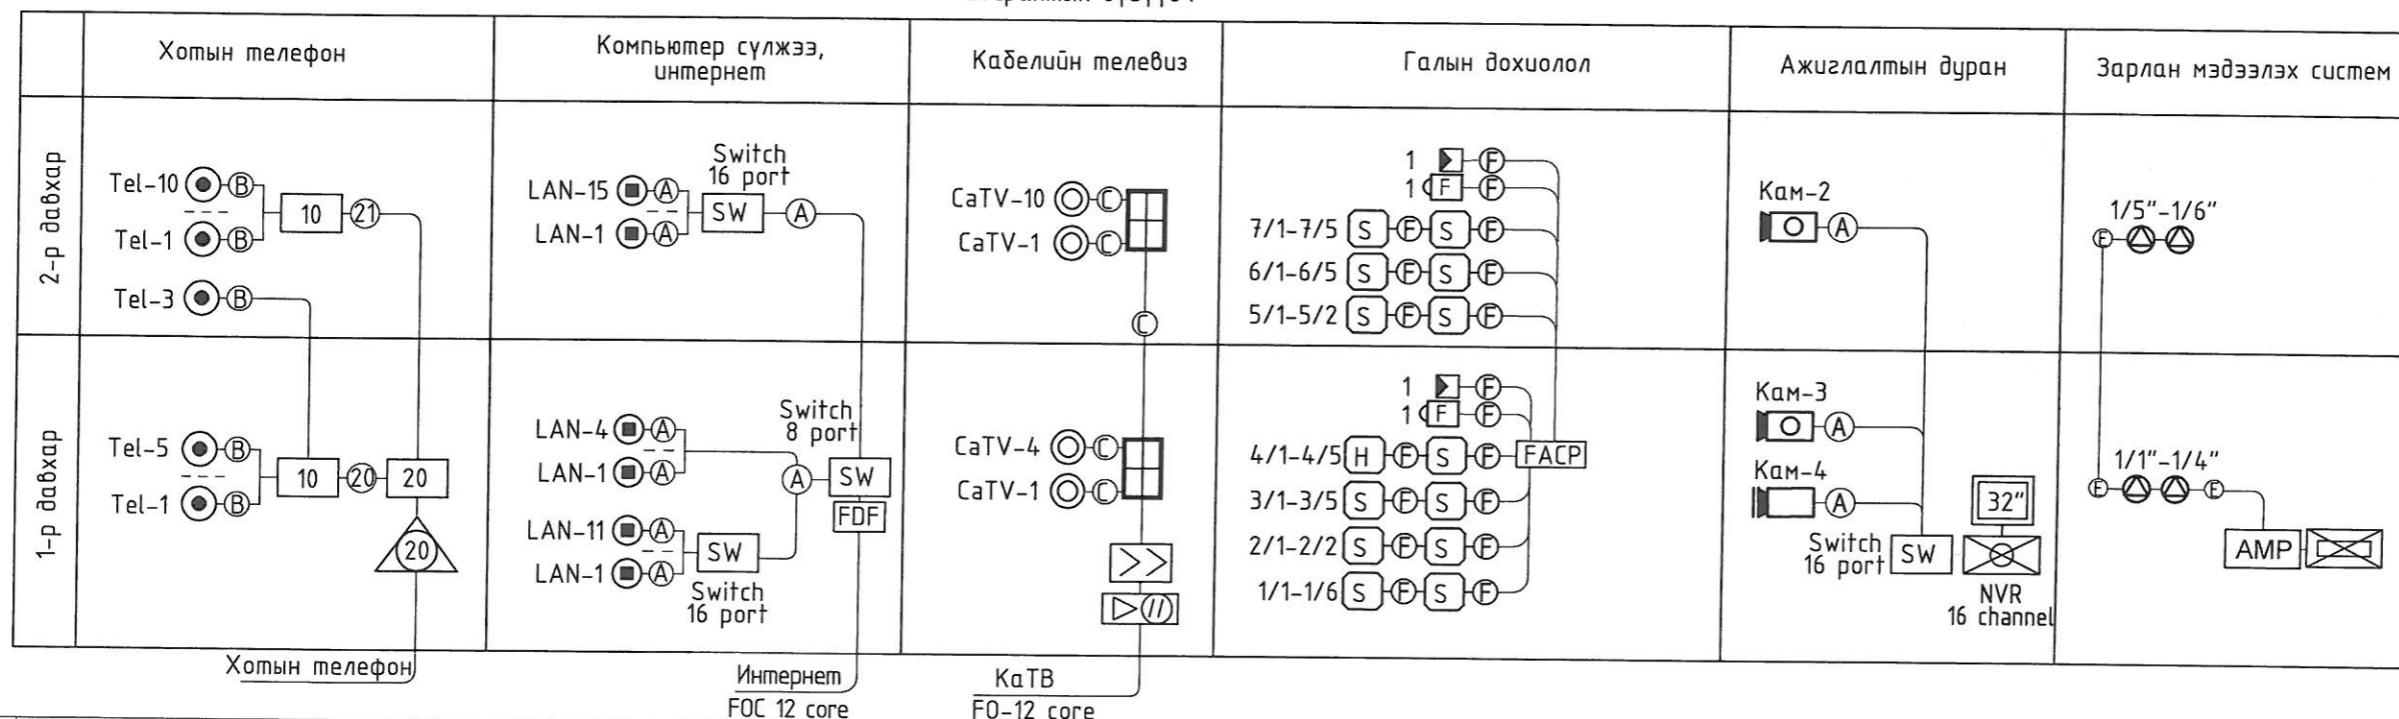 Хотын телефон
Компьютер сүлжээ,
интернет
Кабелийн телевиз
Галын дохиолол
Ажиглалтын дуран
Зарлан мэдээлэх систем
2-р давхар
Tel-10
B
10
21
Tel-1
B
Tel-3
B
Switch
16 port
LAN-15
A
SW
A
LAN-1
A
CaTV-10
C
CaTV-1
C
C
1
F
1
F
F
7/1-7/5
S
F
S
F
6/1-6/5
S
F
S
F
5/1-5/2
S
F
S
F
Кам-2
A
1/5"-1/6"
E
1-р давхар
Tel-5
B
10
20
20
Tel-1
B
20
Switch
8 port
LAN-4
A
LAN-1
A
A
SW
FDF
LAN-11
A
SW
LAN-1
A
Switch
16 port
CaTV-4
C
CaTV-1
C
>>
1
F
1
F
F
4/1-4/5
H
F
S
F
FACP
3/1-3/5
S
F
S
F
2/1-2/2
S
F
S
F
1/1-1/6
S
F
S
F
Кам-3
A
Кам-4
A
32"
Switch
16 port
SW
NVR
16 channel
1/1"-1/4"
E
E
AMP
Хотын телефон
Интернет
FOC 12 core
КаТВ
FO-12 core